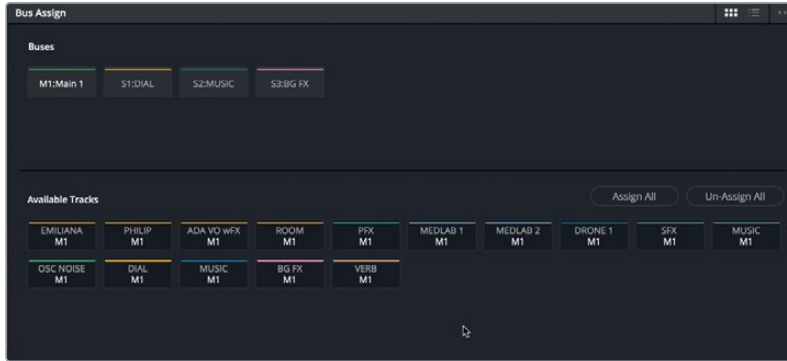 Bus Assign
Buses
M1:Main 1 S1:DIAL S2:MUSIC S3:BG FX
Available Tracks Assign All Un-Assign All
EMILIANA PHILIP ADA VO wFX ROOM PFX MEDLAB 1 MEDLAB 2 DRONE 1 SFX MUSIC
M1 M1 M1 M1 M1 M1 M1 M1 M1 M1
OSC NOISE DIAL MUSIC BG FX VERB
M1 M1 M1 M1 M1